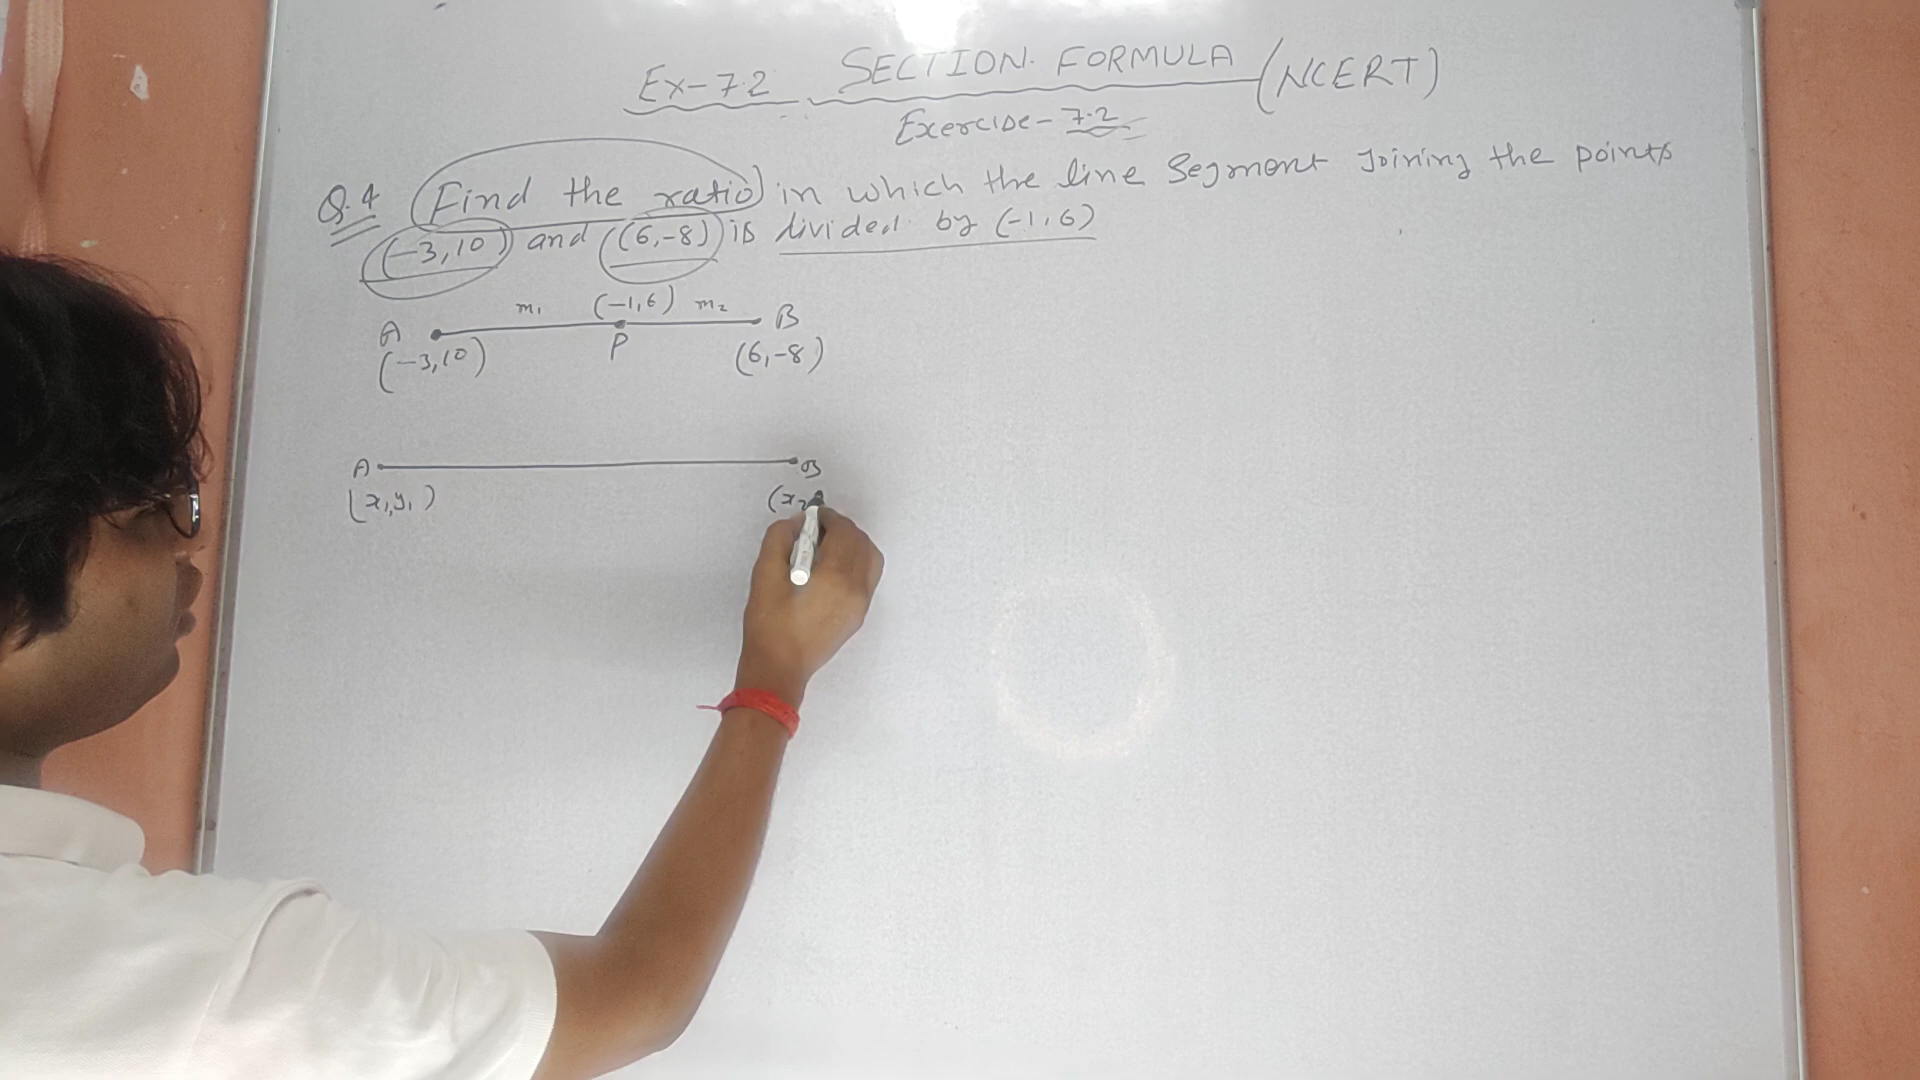 Ex-7.2 SECTION FORMULA (NCERT)
Exercise - 7.2
Q.4 (Find the ratio) in which the line segment joining the points
(-3,10) and (6,-8) is divided by (-1,6)
m₁ (-1,6) m₂
A P B
(-3,10) (6,-8)
A B
(x₁,y₁) (x₂